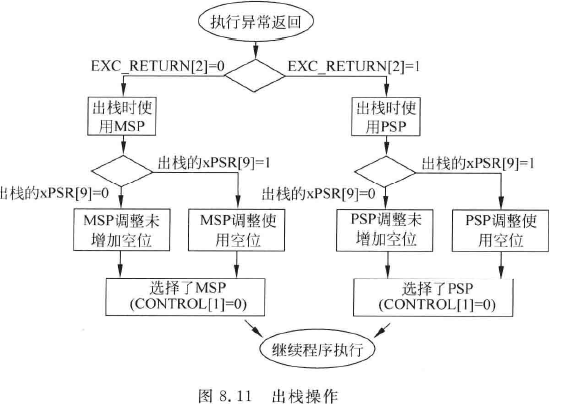 执行异常返回
EXC_RETURN[2]=0
EXC_RETURN[2]=1
出栈时使
用MSP
出栈时使
用PSP
出栈的xPSR[9]=1
出栈的xPSR[9]=1
出栈的xPSR[9]=0
出栈的xPSR[9]=0
MSP调整未
增加空位
MSP调整使
用空位
PSP调整未
增加空位
PSP调整使
用空位
选择了MSP
(CONTROL[1]=0)
选择了PSP
(CONTROL[1]=0)
继续程序执行
图 8.11 出栈操作